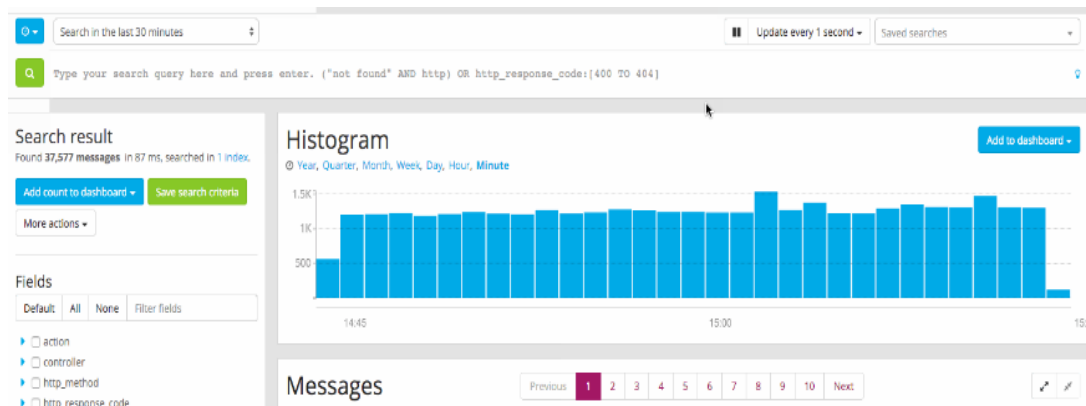 Search in the last 30 minutes
Update every 1 second
Saved searches
Type your search query here and press enter. ("not found" AND http) OR http_response_code:[400 TO 404]
Search result
Found 37,577 messages in 87 ms, searched in 1 index.
Add count to dashboard
Save search criteria
More actions
Fields
Default All None Filter fields
action
controller
http_method
http_response_code
Histogram
Add to dashboard
Year, Quarter, Month, Week, Day, Hour, Minute
1.5K
1K
500
14:45
15:00
15:
Messages
Previous 1 2 3 4 5 6 7 8 9 10 Next